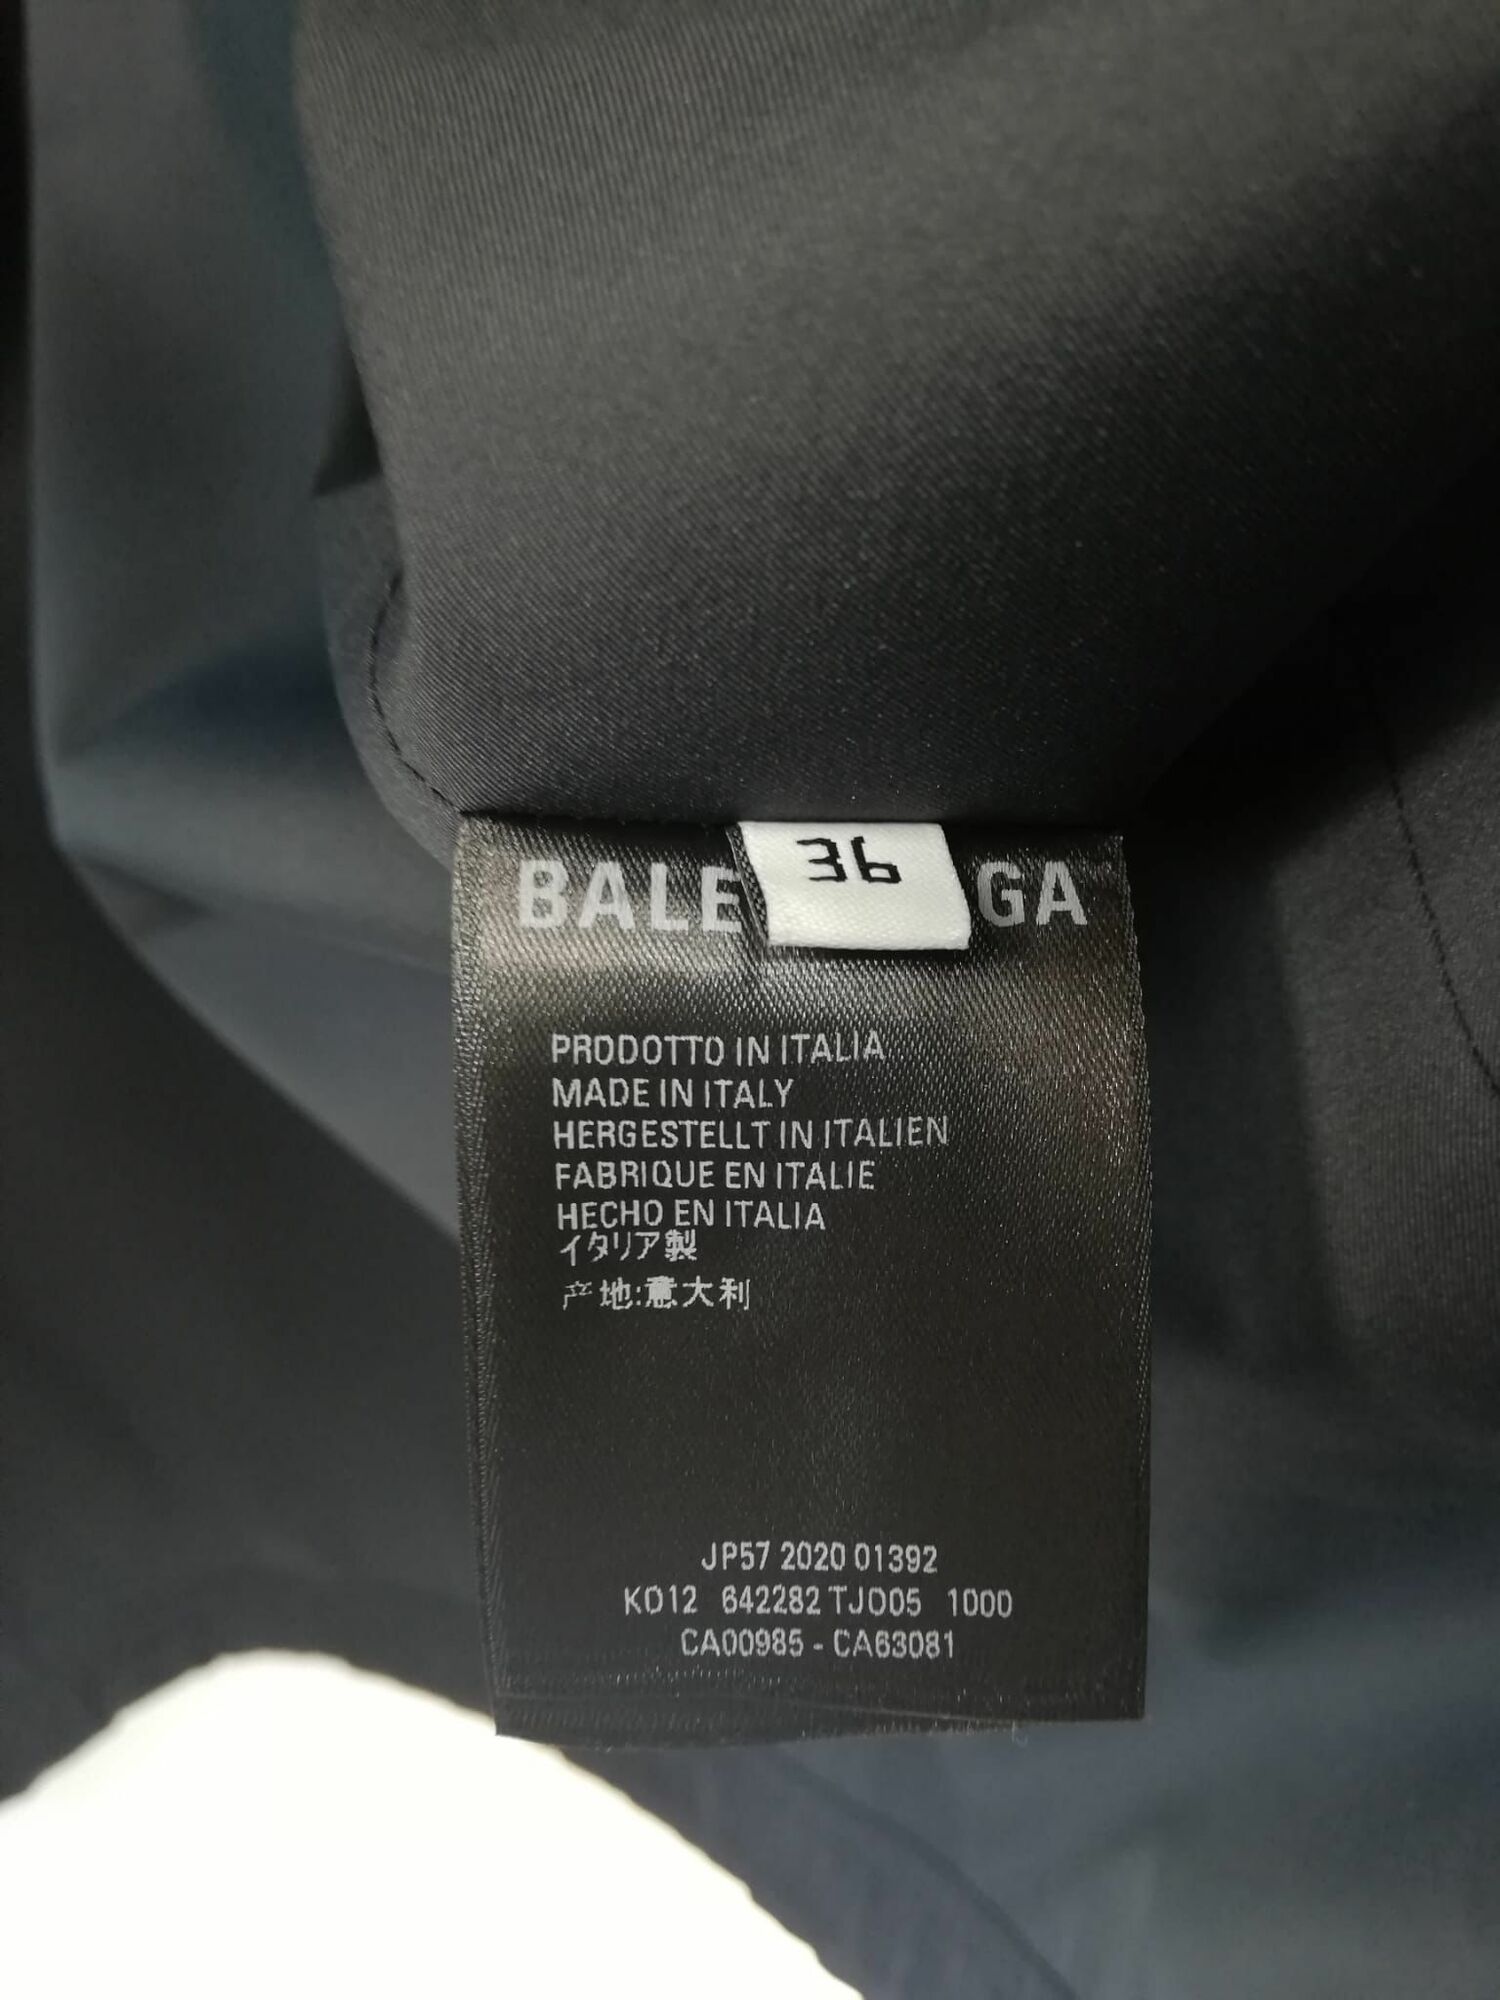 36
BALE GA
PRODOTTO IN ITALIA
MADE IN ITALY
HERGESTELLT IN ITALIEN
FABRIQUE EN ITALIE
HECHO EN ITALIA
イタリア製
产地:意大利
JP57 2020 01392
K012 642282 TJO05 1000
CA00985 - CA63081